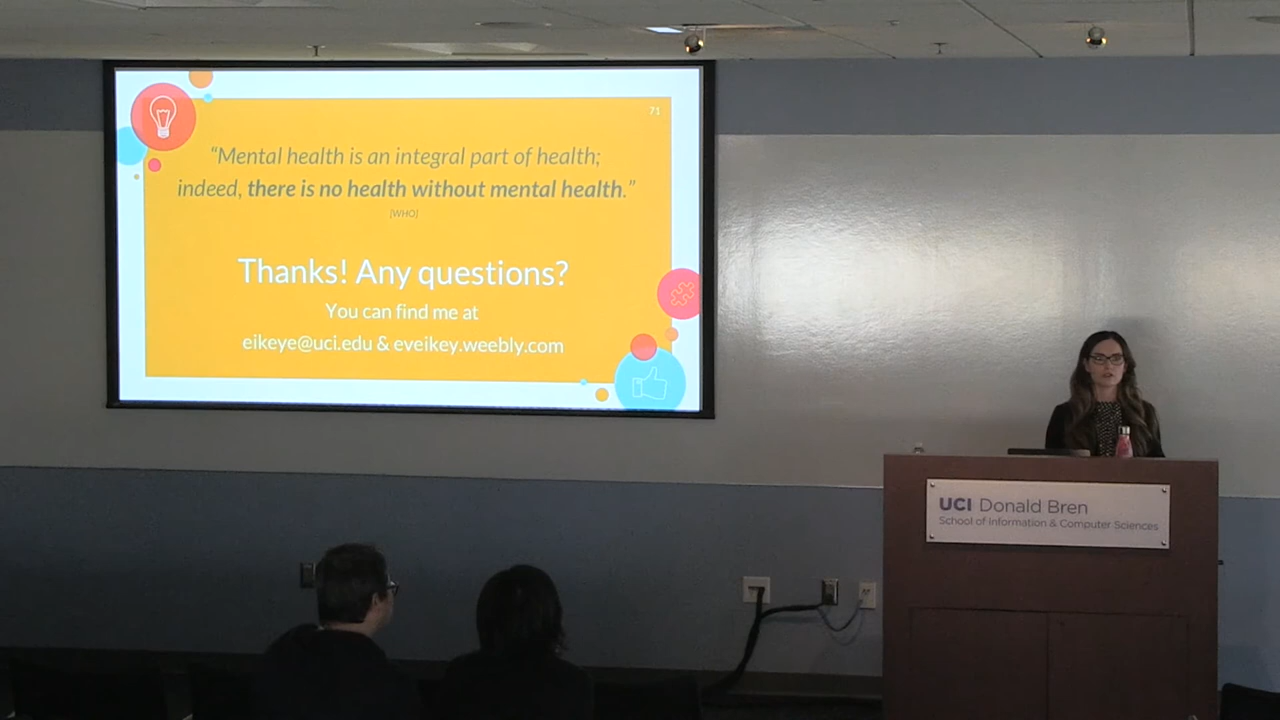 71
“Mental health is an integral part of health;
indeed, there is no health without mental health.”
[WHO]
Thanks! Any questions?
You can find me at
eikeye@uci.edu & eveikey.weebly.com
UCI Donald Bren
School of Information & Computer Sciences